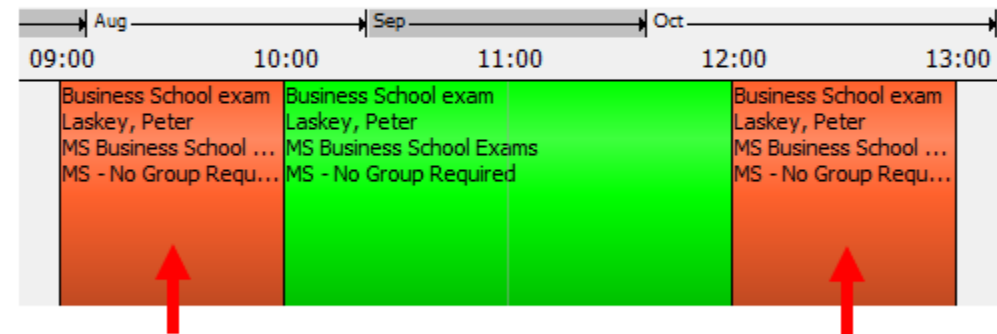 Aug Sep Oct
09:00 10:00 11:00 12:00 13:00
Business School exam
Laskey, Peter
MS Business School ...
MS - No Group Requ...
Business School exam
Laskey, Peter
MS Business School Exams
MS - No Group Required
Business School exam
Laskey, Peter
MS Business School ...
MS - No Group Requ...